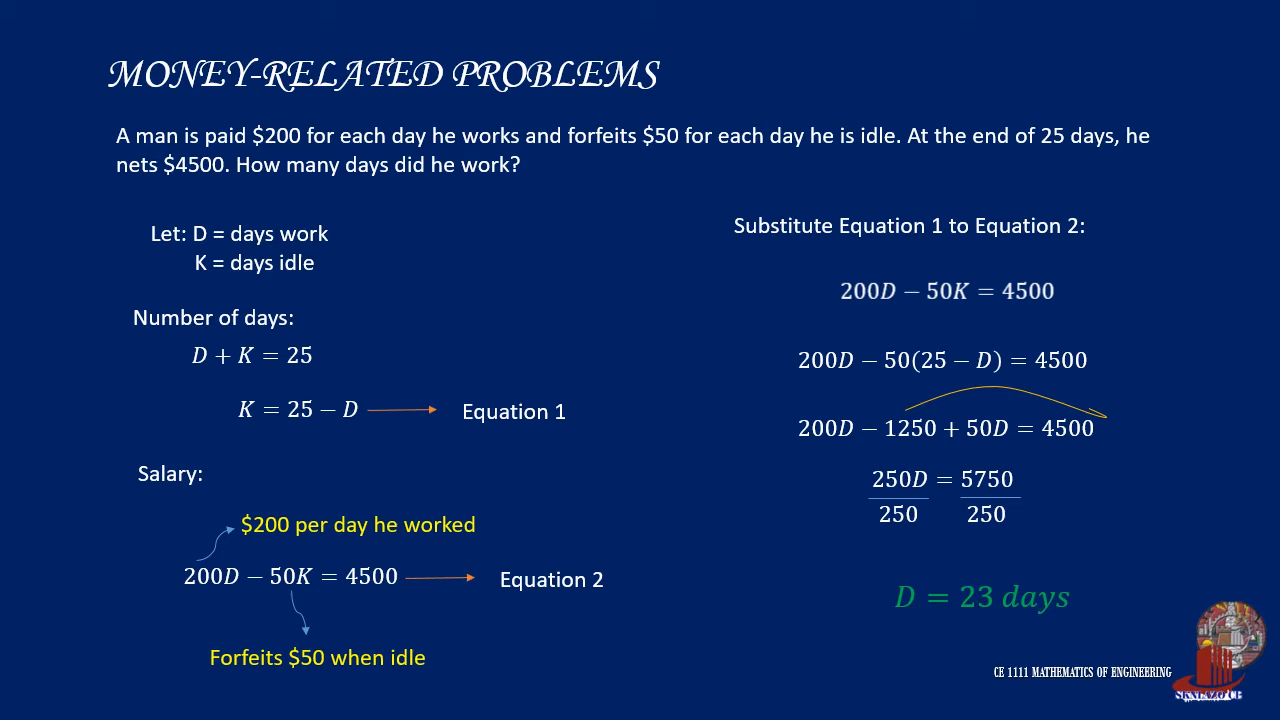 MONEY-RELATED PROBLEMS
A man is paid $200 for each day he works and forfeits $50 for each day he is idle. At the end of 25 days, he
nets $4500. How many days did he work?
Let: D = days work
K = days idle
Number of days:
D + K = 25
K = 25 − D
Equation 1
Salary:
$200 per day he worked
200D − 50K = 4500
Equation 2
Forfeits $50 when idle
Substitute Equation 1 to Equation 2:
200D − 50K = 4500
200D − 50(25 − D) = 4500
200D − 1250 + 50D = 4500
250D = 5750
250 250
D = 23 days
CE 1111 MATHEMATICS OF ENGINEERING